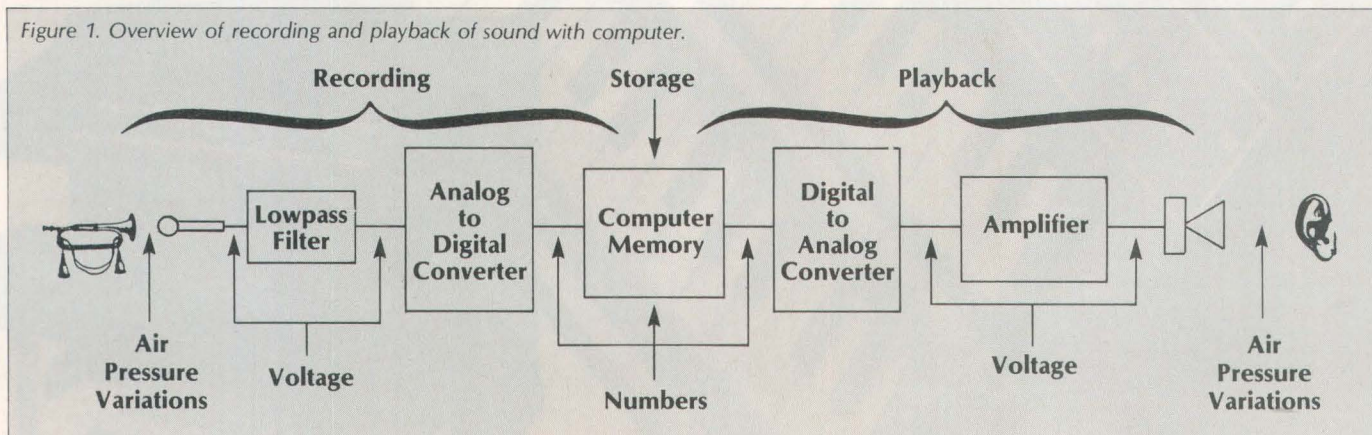 Figure 1. Overview of recording and playback of sound with computer.
Recording
Storage
Playback
Lowpass
Filter
Analog
to
Digital
Converter
Computer
Memory
Digital
to
Analog
Converter
Amplifier
Air
Pressure
Variations
Voltage
Numbers
Voltage
Air
Pressure
Variations